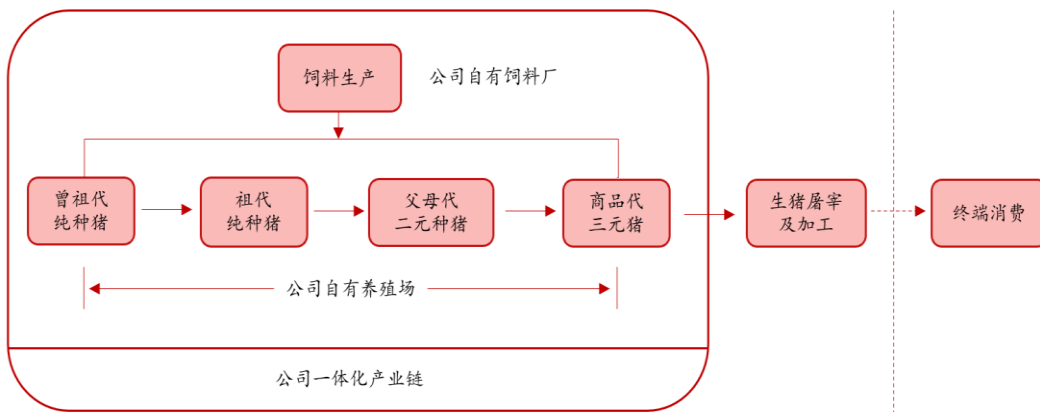 饲料生产
公司自有饲料厂
曾祖代
纯种猪
祖代
纯种猪
父母代
二元种猪
商品代
三元猪
生猪屠宰
及加工
终端消费
公司自有养殖场
公司一体化产业链